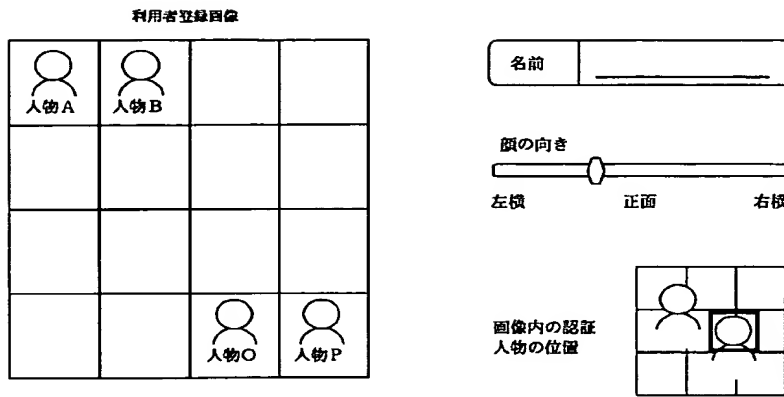 利用者登録画像
人物A
人物B
人物O
人物P
名前
顔の向き
左横
正面
右横
画像内の認証
人物の位置